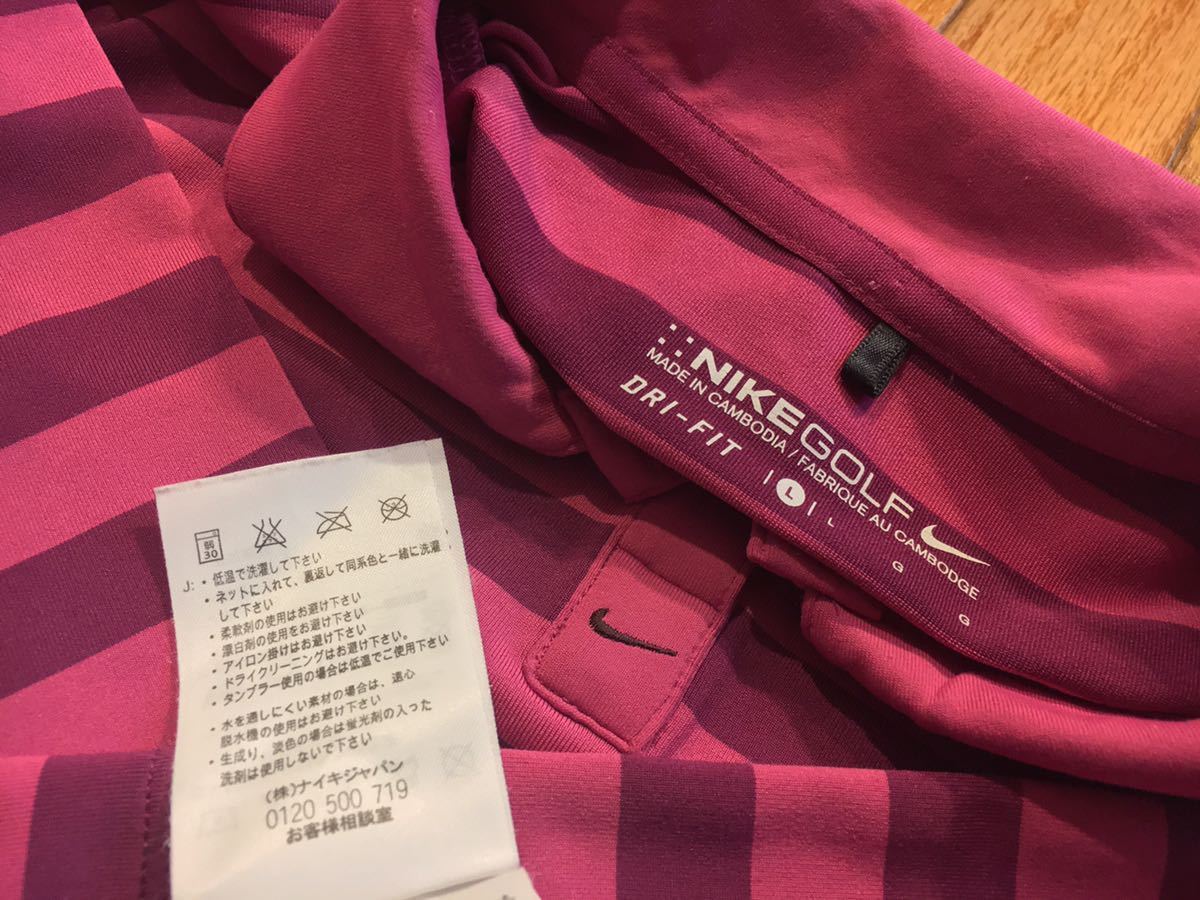 NIKEGOLF
MADE IN CAMBODIA / FABRIQUE AU CAMBODGE
DRI-FIT
L L G G
弱
30
J: ・低温で洗濯して下さい
・ネットに入れて、裏返して同系色と一緒に洗濯
して下さい
・柔軟剤の使用はお避け下さい
・漂白剤の使用をお避け下さい
・アイロン掛けはお避け下さい。
・ドライクリーニングはお避け下さい
・タンブラー使用の場合は低温でご使用下さい
・水を通しにくい素材の場合は、遠心
脱水機の使用はお避け下さい
・生成り、淡色の場合は蛍光剤の入った
洗剤は使用しないで下さい
(株)ナイキジャパン
0120 500 719
お客様相談室